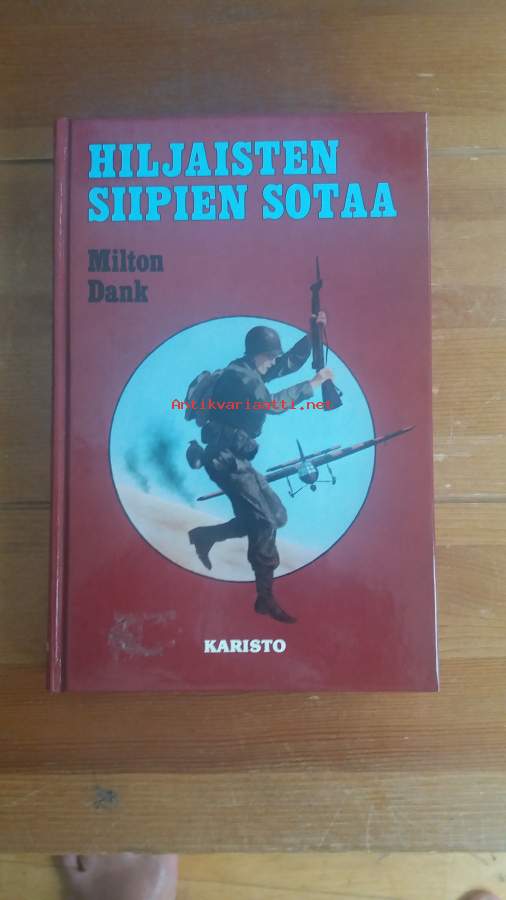 HILJAISTEN
SIIPIEN SOTAA
Milton
Dank
Antikvariaatti.net
KARISTO